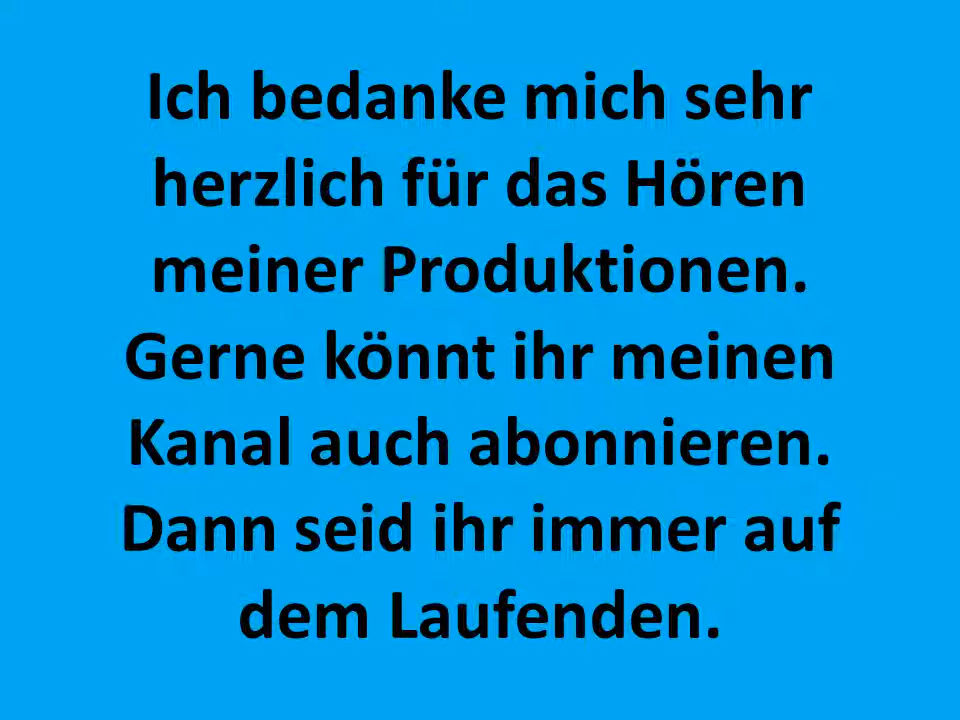 Ich bedanke mich sehr
herzlich für das Hören
meiner Produktionen.
Gerne könnt ihr meinen
Kanal auch abonnieren.
Dann seid ihr immer auf
dem Laufenden.